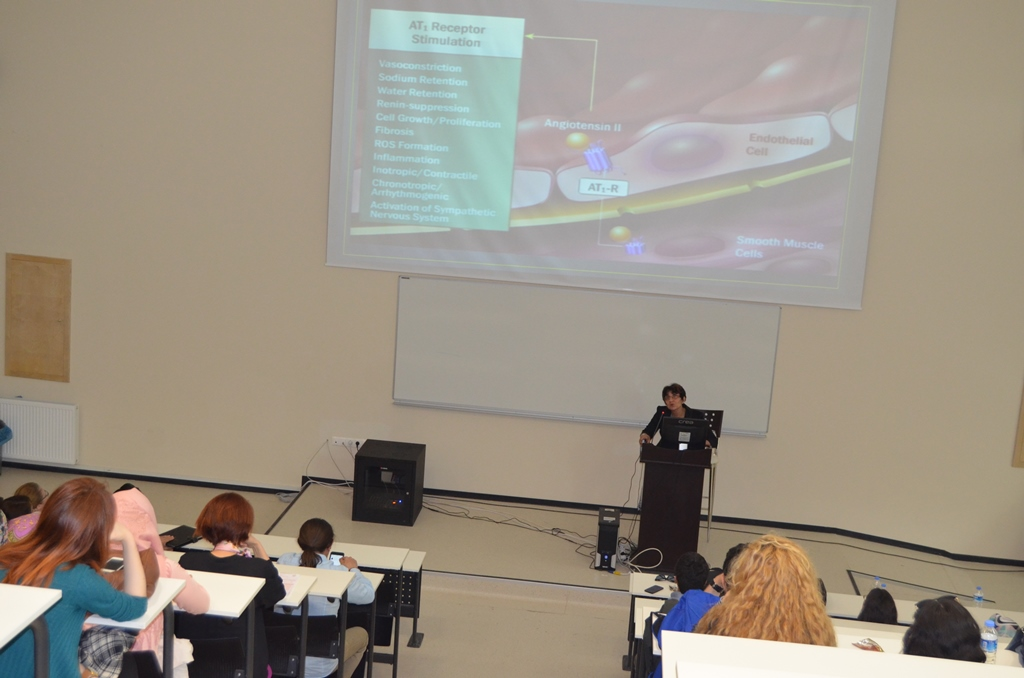 AT₁ Receptor
Stimulation
Vasoconstriction
Sodium Retention
Water Retention
Renin-suppression
Cell Growth/Proliferation
Fibrosis
ROS Formation
Inflammation
Inotropic/Contractile
Chronotropic/
Arrhythmogenic
Activation of Sympathetic
Nervous System
Angiotensin II
AT₁-R
Endothelial
Cell
Smooth Muscle
Cells